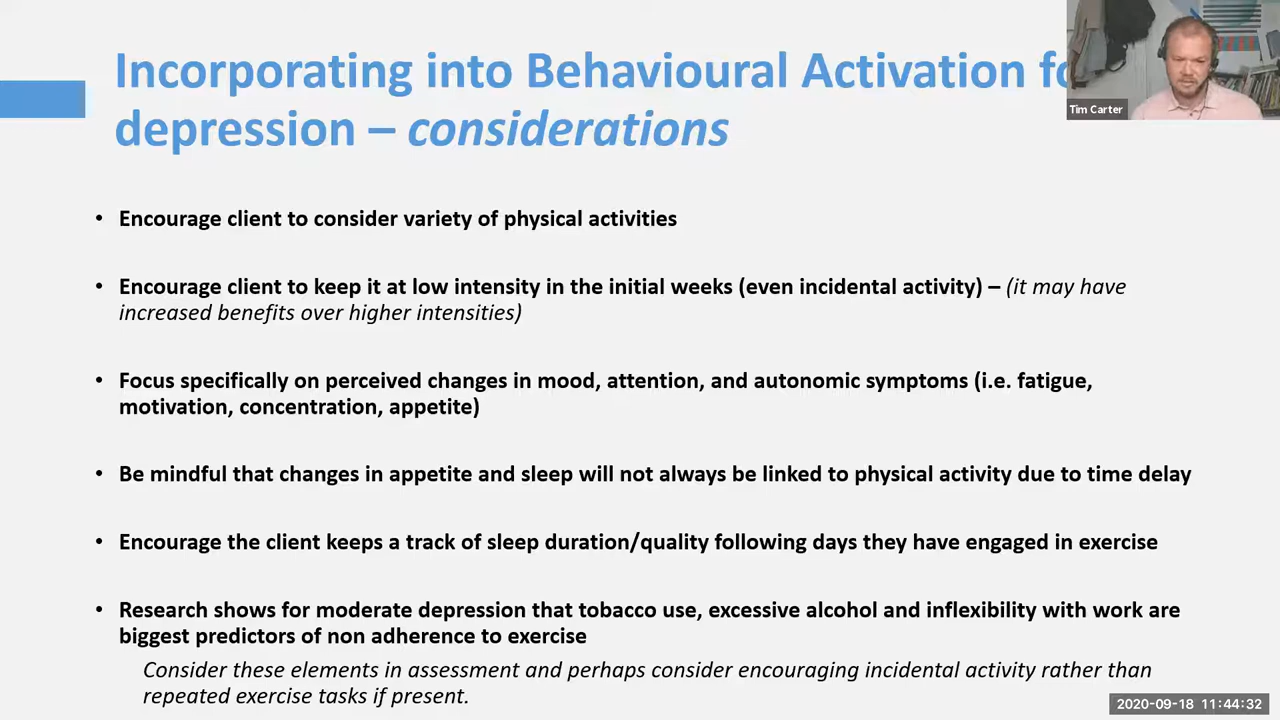 Incorporating into Behavioural Activation fo
depression – considerations
Tim Carter
• Encourage client to consider variety of physical activities
• Encourage client to keep it at low intensity in the initial weeks (even incidental activity) – (it may have
increased benefits over higher intensities)
• Focus specifically on perceived changes in mood, attention, and autonomic symptoms (i.e. fatigue,
motivation, concentration, appetite)
• Be mindful that changes in appetite and sleep will not always be linked to physical activity due to time delay
• Encourage the client keeps a track of sleep duration/quality following days they have engaged in exercise
• Research shows for moderate depression that tobacco use, excessive alcohol and inflexibility with work are
biggest predictors of non adherence to exercise
Consider these elements in assessment and perhaps consider encouraging incidental activity rather than
repeated exercise tasks if present.
2020-09-18 11:44:32